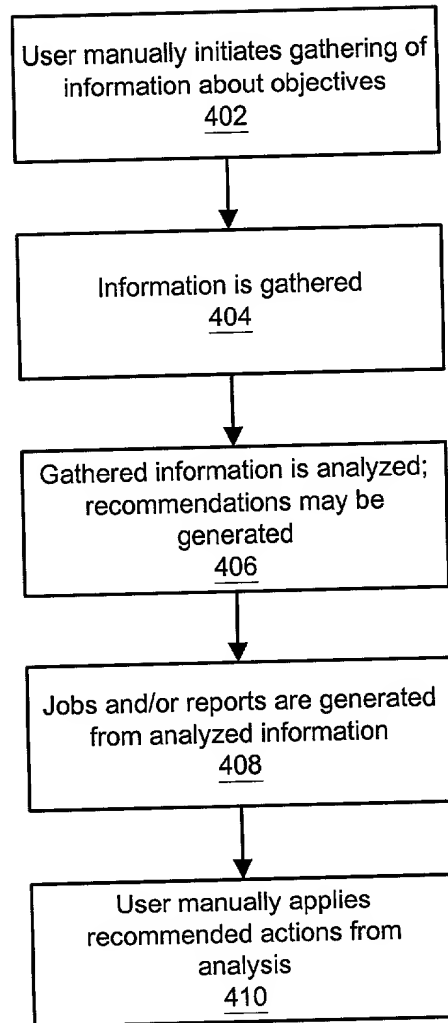 User manually initiates gathering of
information about objectives
402
Information is gathered
404
Gathered information is analyzed;
recommendations may be
generated
406
Jobs and/or reports are generated
from analyzed information
408
User manually applies
recommended actions from
analysis
410